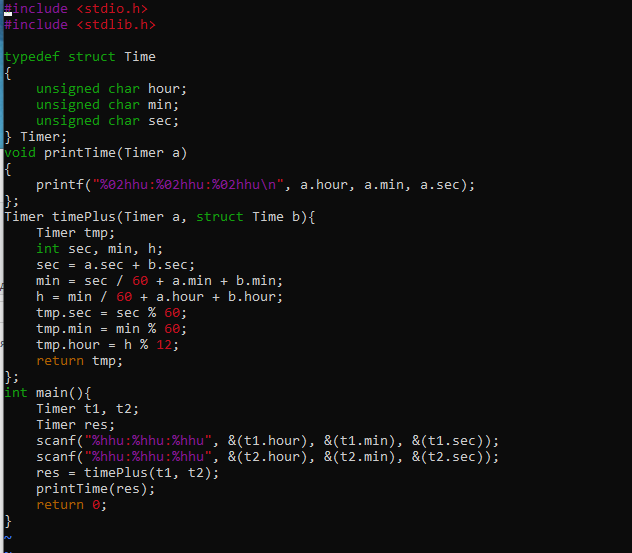 #include <stdio.h>
#include <stdlib.h>
typedef struct Time
{
    unsigned char hour;
    unsigned char min;
    unsigned char sec;
} Timer;
void printTime(Timer a)
{
    printf("%02hhu:%02hhu:%02hhu\n", a.hour, a.min, a.sec);
};
Timer timePlus(Timer a, struct Time b){
    Timer tmp;
    int sec, min, h;
    sec = a.sec + b.sec;
    min = sec / 60 + a.min + b.min;
    h = min / 60 + a.hour + b.hour;
    tmp.sec = sec % 60;
    tmp.min = min % 60;
    tmp.hour = h % 12;
    return tmp;
};
int main(){
    Timer t1, t2;
    Timer res;
    scanf("%hhu:%hhu:%hhu", &(t1.hour), &(t1.min), &(t1.sec));
    scanf("%hhu:%hhu:%hhu", &(t2.hour), &(t2.min), &(t2.sec));
    res = timePlus(t1, t2);
    printTime(res);
    return 0;
}
~
~